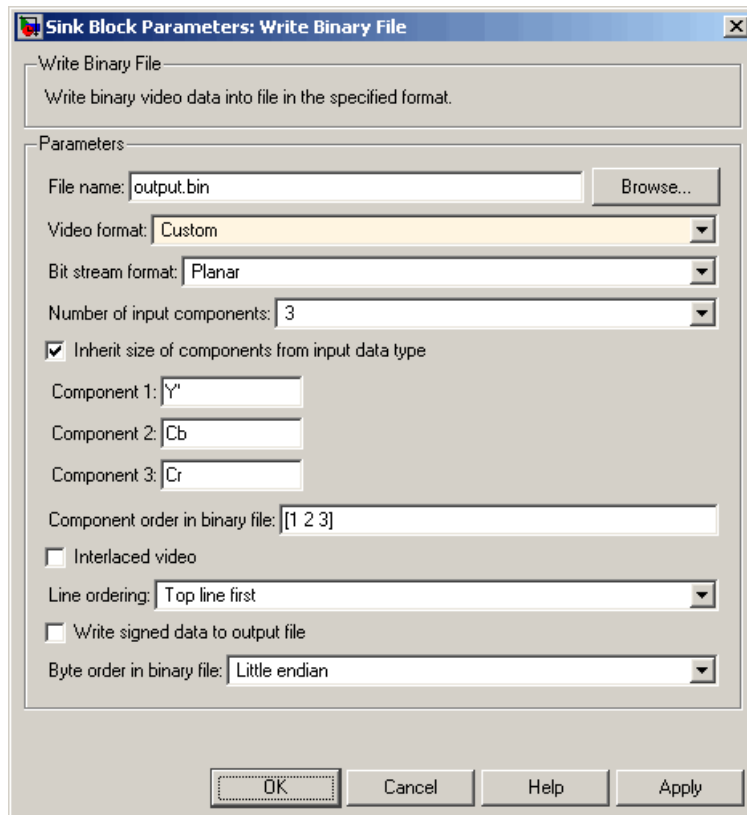 Sink Block Parameters: Write Binary File
Write Binary File
Write binary video data into file in the specified format.
Parameters
File name: output.bin Browse...
Video format: Custom
Bit stream format: Planar
Number of input components: 3
Inherit size of components from input data type
Component 1: Y'
Component 2: Cb
Component 3: Cr
Component order in binary file: [1 2 3]
Interlaced video
Line ordering: Top line first
Write signed data to output file
Byte order in binary file: Little endian
OK Cancel Help Apply